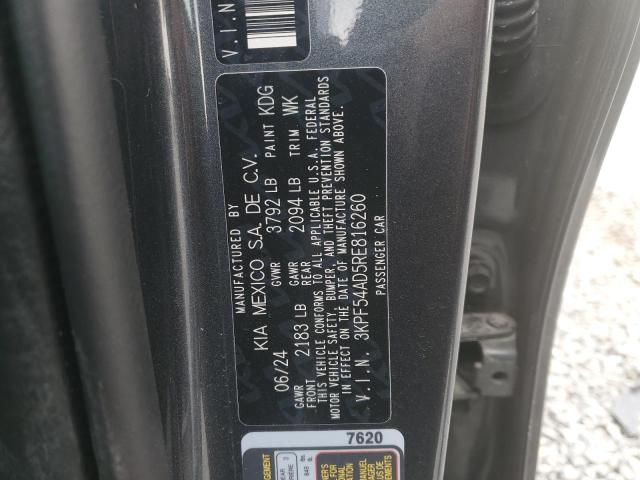 V.I.N
MANUFACTURED BY
KIA MEXICO S.A. DE C.V.
06/24 GVWR 3792 LB PAINT KDG
GAWR FRONT 2183 LB GAWR REAR 2094 LB TRIM WK
THIS VEHICLE CONFORMS TO ALL APPLICABLE U.S.A. FEDERAL
MOTOR VEHICLE SAFETY, BUMPER, AND THEFT PREVENTION STANDARDS
IN EFFECT ON THE DATE OF MANUFACTURE SHOWN ABOVE.
V.I.N. 3KPF54AD5RE816260
PASSENGER CAR
7620